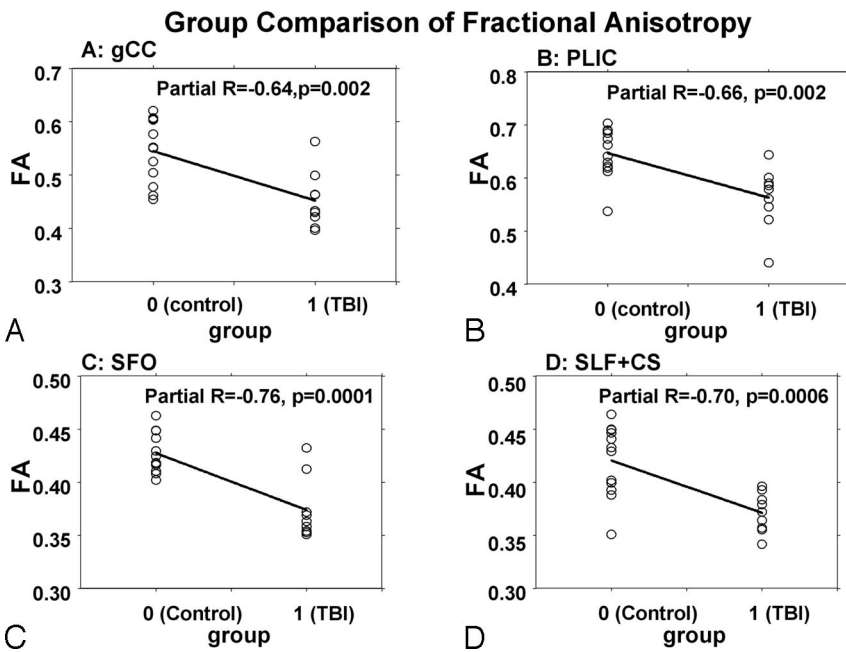 Group Comparison of Fractional Anisotropy
A: gCC
Partial R=-0.64,p=0.002
0.7
0.6
0.5
0.4
0.3
FA
0 (control)
1 (TBI)
group
A
B: PLIC
Partial R=-0.66, p=0.002
0.8
0.7
0.6
0.5
0.4
FA
0 (control)
1 (TBI)
group
B
C: SFO
Partial R=-0.76, p=0.0001
0.50
0.45
0.40
0.35
0.30
FA
0 (Control)
1 (TBI)
group
C
D: SLF+CS
Partial R=-0.70, p=0.0006
0.50
0.45
0.40
0.35
0.30
FA
0 (Control)
1 (TBI)
group
D